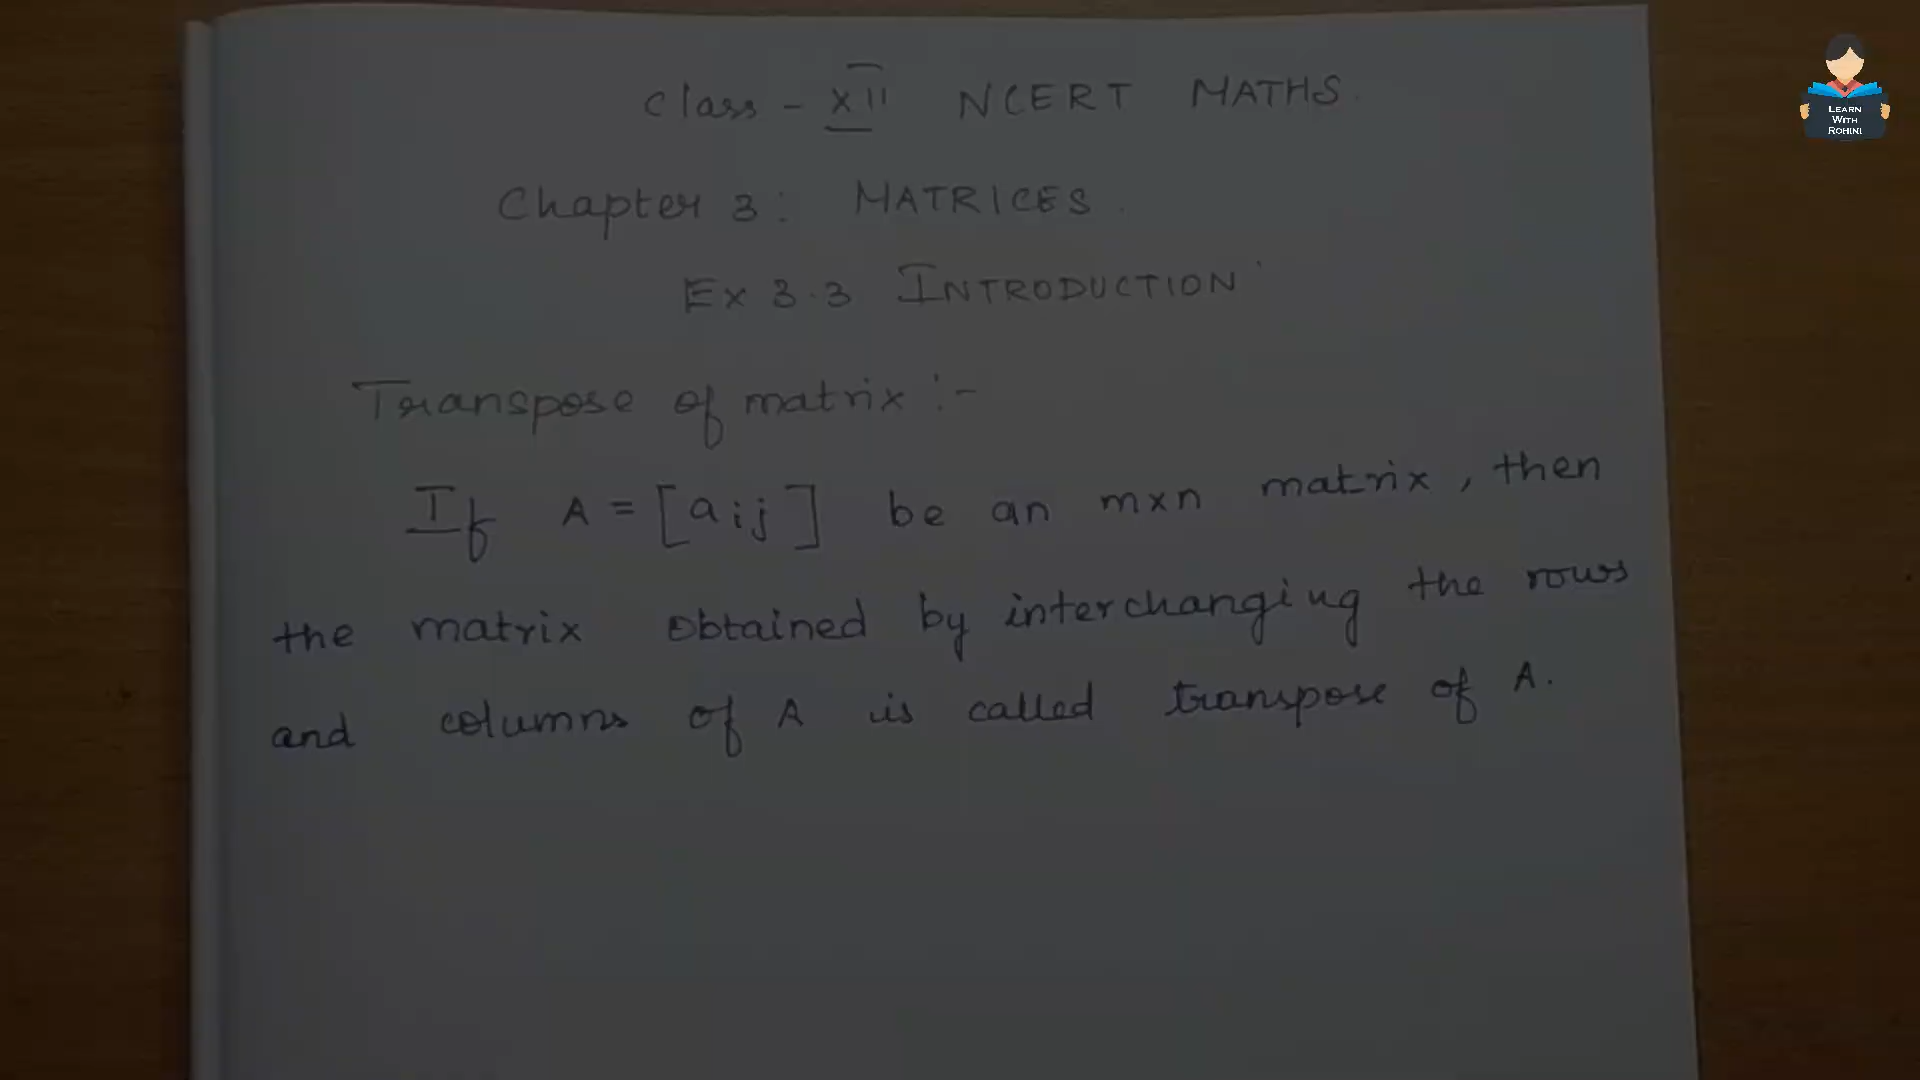 Class - XII NCERT MATHS.
Chapter 3: MATRICES.
Ex 3.3 INTRODUCTION
Transpose of matrix :-
If A = [aij] be an m×n matrix, then
the matrix obtained by interchanging the rows
and columns of A is called transpose of A.
LEARN
WITH
ROHINI